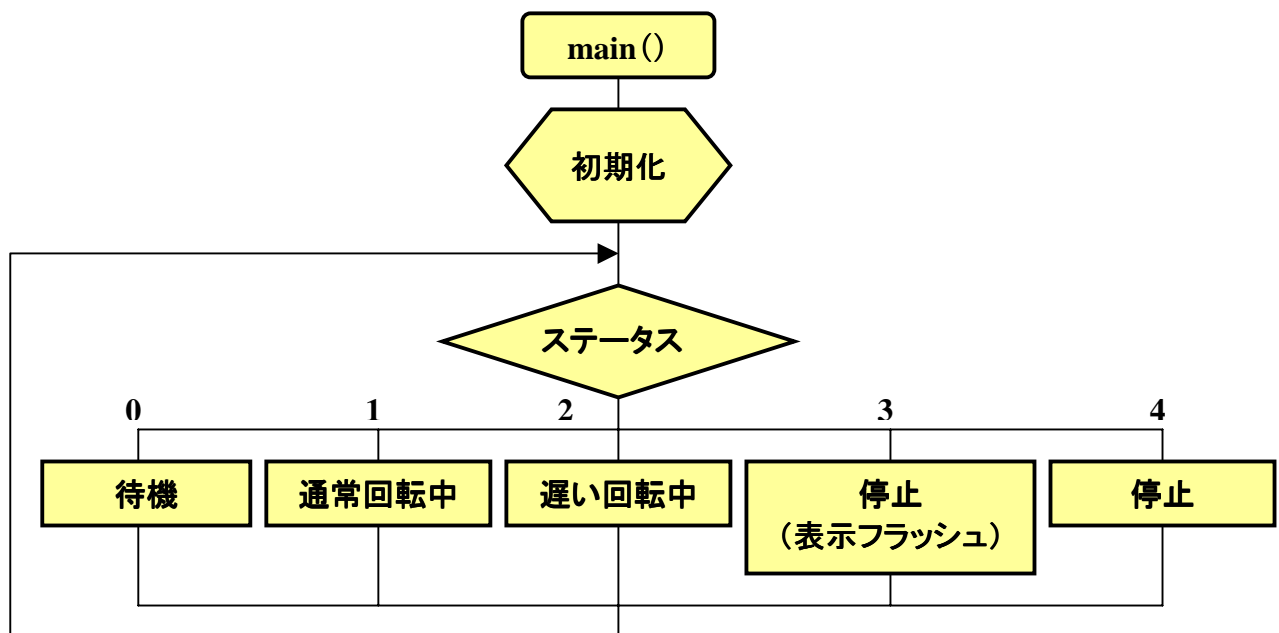 main()
初期化
ステータス
0
1
2
3
4
待機
通常回転中
遅い回転中
停止
（表示フラッシュ）
停止